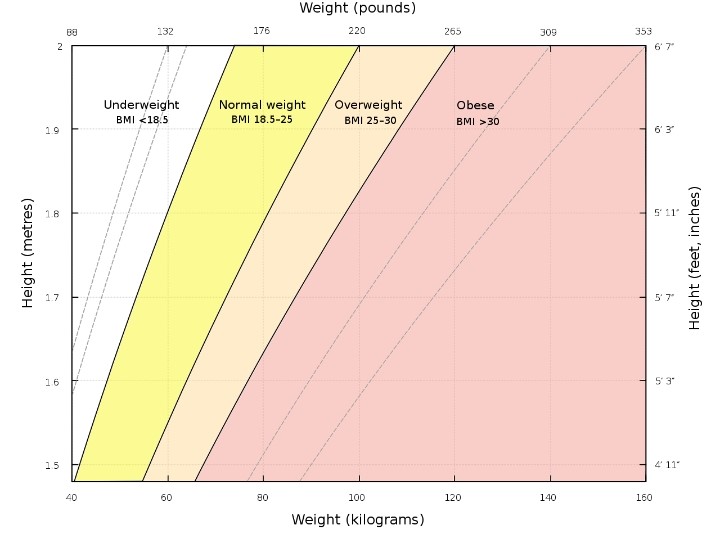 Weight (pounds)
88 132 176 220 265 309 353
2 6' 7"
Underweight Normal weight Overweight Obese
BMI <18.5 BMI 18.5–25 BMI 25–30 BMI >30
1.9 6' 3"
1.8 5' 11"
Height (metres)
Height (feet, inches)
1.7 5' 7"
1.6 5' 3"
1.5 4' 11"
40 60 80 100 120 140 160
Weight (kilograms)